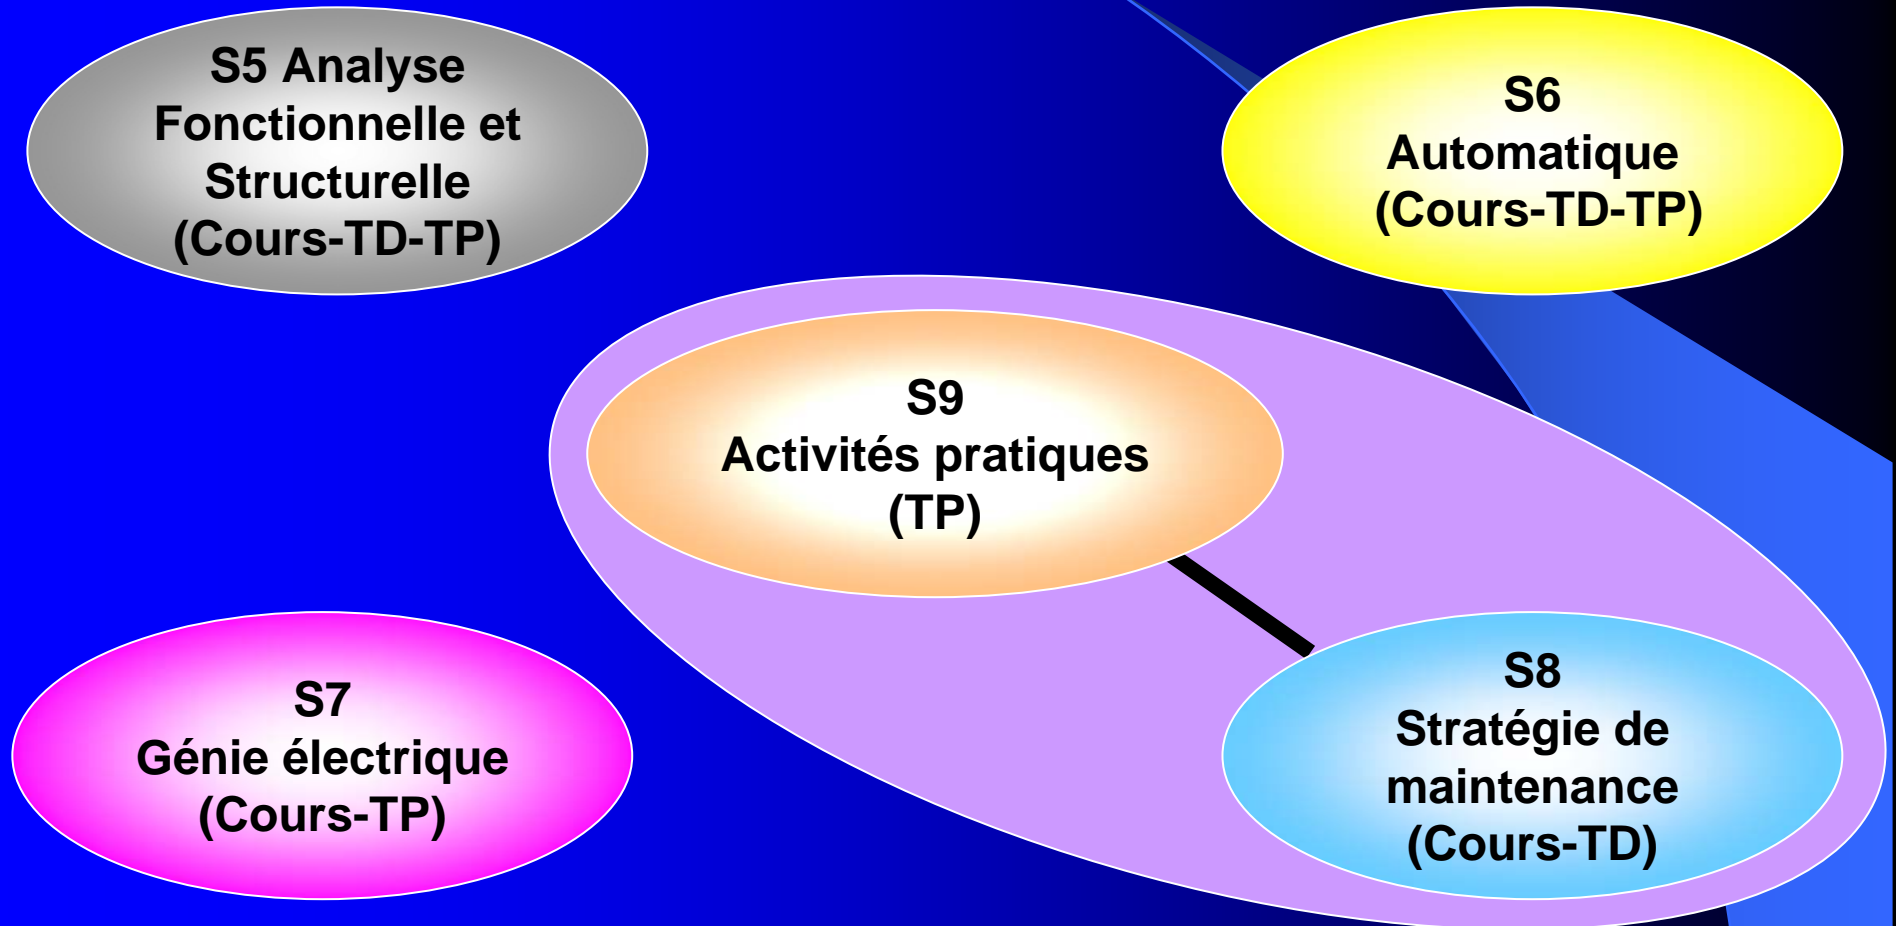 S5 Analyse
Fonctionnelle et
Structurelle
(Cours-TD-TP)
S6
Automatique
(Cours-TD-TP)
S9
Activités pratiques
(TP)
S7
Génie électrique
(Cours-TP)
S8
Stratégie de
maintenance
(Cours-TD)